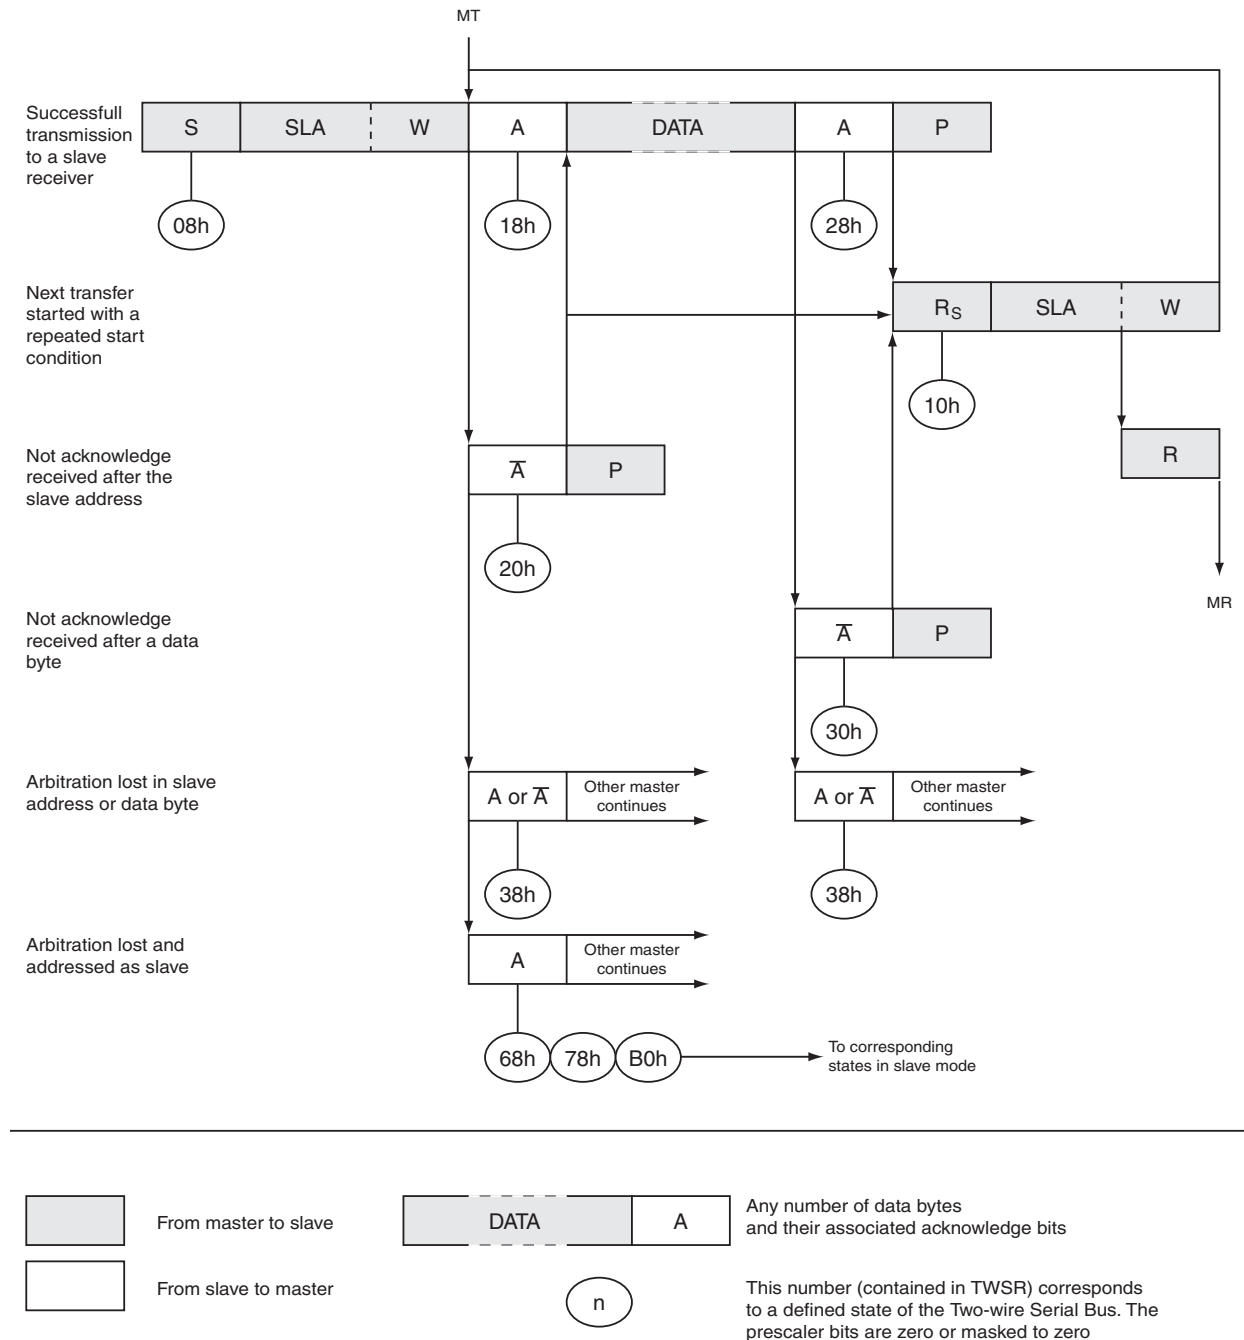 MT
Successfull
transmission
to a slave
receiver
S SLA W A DATA A P
08h 18h 28h
Next transfer
started with a
repeated start
condition
RS SLA W
10h
Not acknowledge
received after the
slave address
A̅ P
R
20h
MR
Not acknowledge
received after a data
byte
A̅ P
30h
Arbitration lost in slave
address or data byte
A or A̅
Other master
continues
A or A̅
Other master
continues
38h 38h
Arbitration lost and
addressed as slave
A
Other master
continues
68h 78h B0h
To corresponding
states in slave mode
From master to slave
DATA A
Any number of data bytes
and their associated acknowledge bits
From slave to master
n
This number (contained in TWSR) corresponds
to a defined state of the Two-wire Serial Bus. The
prescaler bits are zero or masked to zero